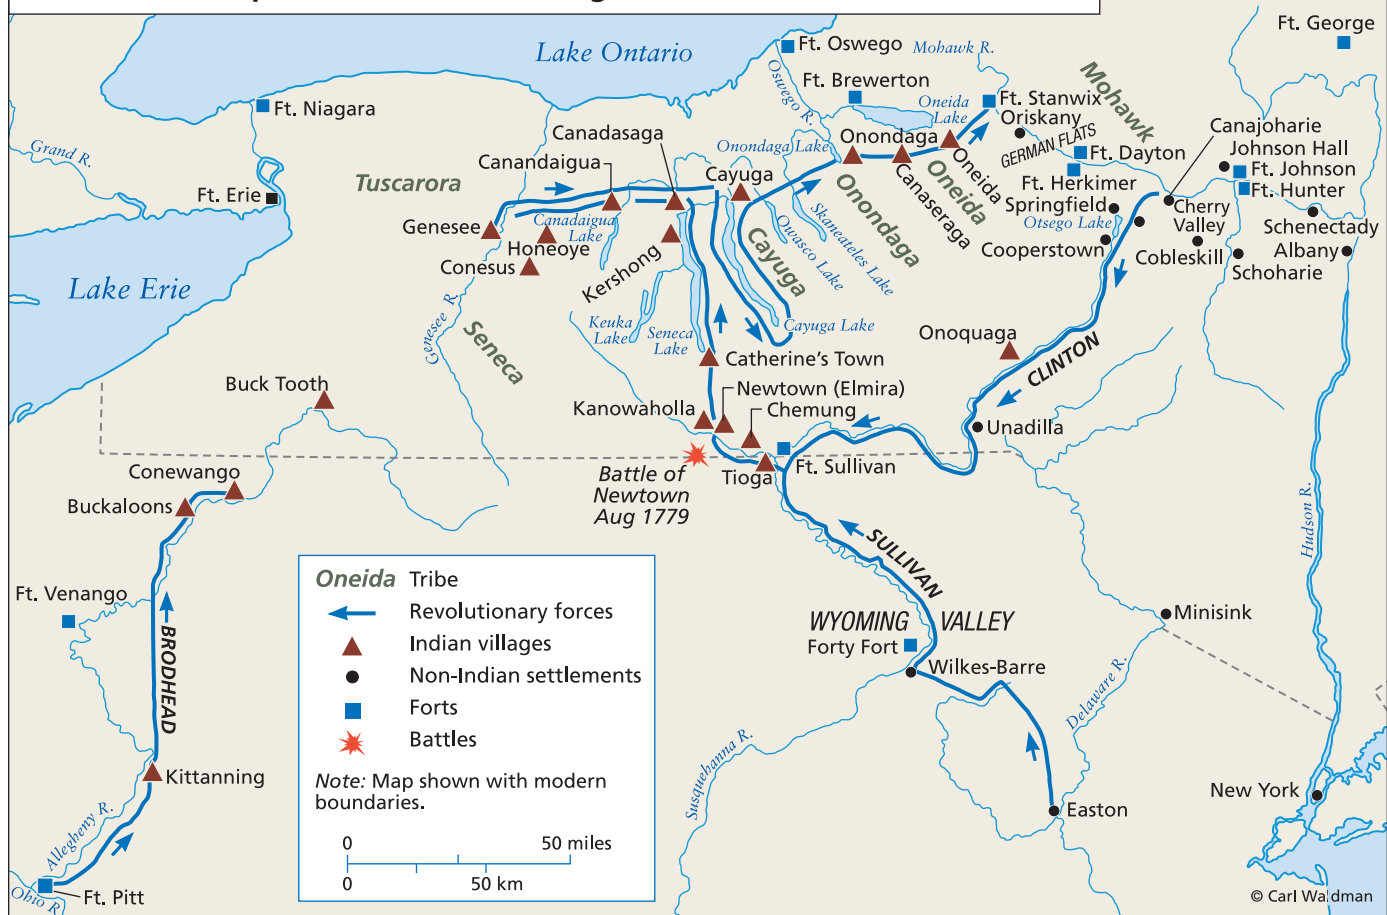 Ft. George
Lake Ontario
Ft. Oswego
Mohawk R.
Oswego R.
Ft. Brewerton
Mohawk
Ft. Niagara
Oneida
Lake
Ft. Stanwix
Oriskany
GERMAN FLATS
Canajoharie
Johnson Hall
Canadasaga
Onondaga
Grand R.
Canandaigua
Onondaga Lake
Ft. Dayton
Ft. Johnson
Tuscarora
Cayuga
Oneida
Ft. Herkimer
Ft. Hunter
Ft. Erie
Canaseraga
Oneida
Springfield
Cherry
Valley
Genesee
Canandaigua
Lake
Onondaga
Otsego Lake
Schenectady
Honeoye
Skaneateles Lake
Owasco Lake
Cayuga
Cooperstown
Cobleskill
Albany
Conesus
Kershong
Schoharie
Lake Erie
Genesee R.
Keuka
Lake
Seneca
Lake
Cayuga Lake
Onoquaga
Seneca
Catherine's Town
CLINTON
Buck Tooth
Newtown (Elmira)
Kanowaholla
Chemung
Unadilla
Conewango
Battle of
Newtown
Aug 1779
Tioga
Ft. Sullivan
Buckaloons
Hudson R.
SULLIVAN
Oneida Tribe
Ft. Venango
Revolutionary forces
Minisink
BRODHEAD
Indian villages
WYOMING VALLEY
Forty Fort
Non-Indian settlements
Wilkes-Barre
Delaware R.
Forts
Battles
Susquehanna R.
Kittanning
Note: Map shown with modern
boundaries.
New York
Easton
Allegheny R.
0 50 miles
0 50 km
Ft. Pitt
Ohio R.
© Carl Waldman